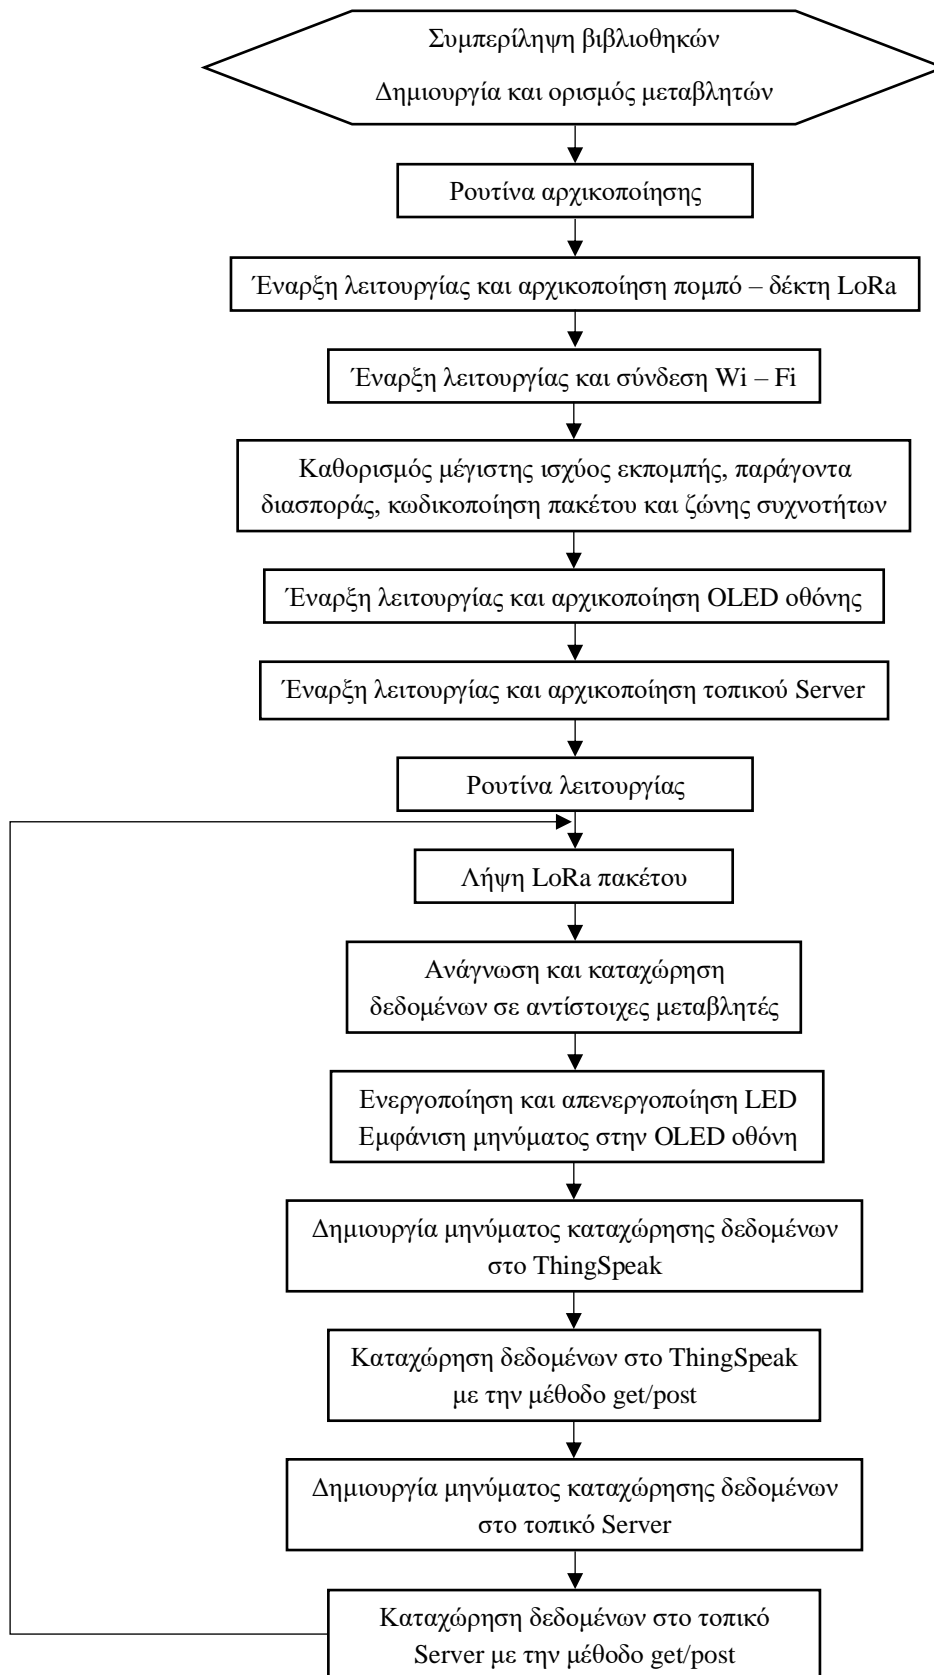 Συμπερίληψη βιβλιοθηκών
Δημιουργία και ορισμός μεταβλητών
Ρουτίνα αρχικοποίησης
Έναρξη λειτουργίας και αρχικοποίηση πομπό – δέκτη LoRa
Έναρξη λειτουργίας και σύνδεση Wi – Fi
Καθορισμός μέγιστης ισχύος εκπομπής, παράγοντα
διασποράς, κωδικοποίηση πακέτου και ζώνης συχνοτήτων
Έναρξη λειτουργίας και αρχικοποίηση OLED οθόνης
Έναρξη λειτουργίας και αρχικοποίηση τοπικού Server
Ρουτίνα λειτουργίας
Λήψη LoRa πακέτου
Ανάγνωση και καταχώρηση
δεδομένων σε αντίστοιχες μεταβλητές
Ενεργοποίηση και απενεργοποίηση LED
Εμφάνιση μηνύματος στην OLED οθόνη
Δημιουργία μηνύματος καταχώρησης δεδομένων
στο ThingSpeak
Καταχώρηση δεδομένων στο ThingSpeak
με την μέθοδο get/post
Δημιουργία μηνύματος καταχώρησης δεδομένων
στο τοπικό Server
Καταχώρηση δεδομένων στο τοπικό
Server με την μέθοδο get/post